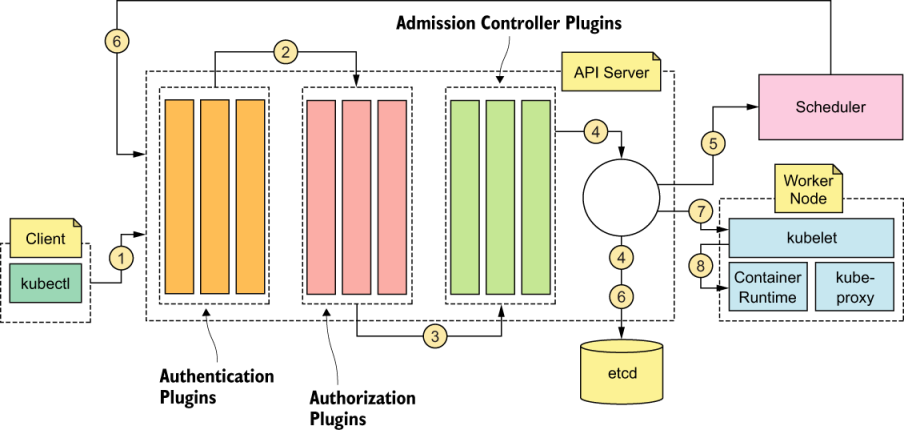 Admission Controller Plugins
6
2
API Server
Scheduler
4
5
Worker
Node
Client
1
7
kubelet
kubectl
4
8
Container
Runtime
kube-
proxy
6
3
Authentication
Plugins
Authorization
Plugins
etcd